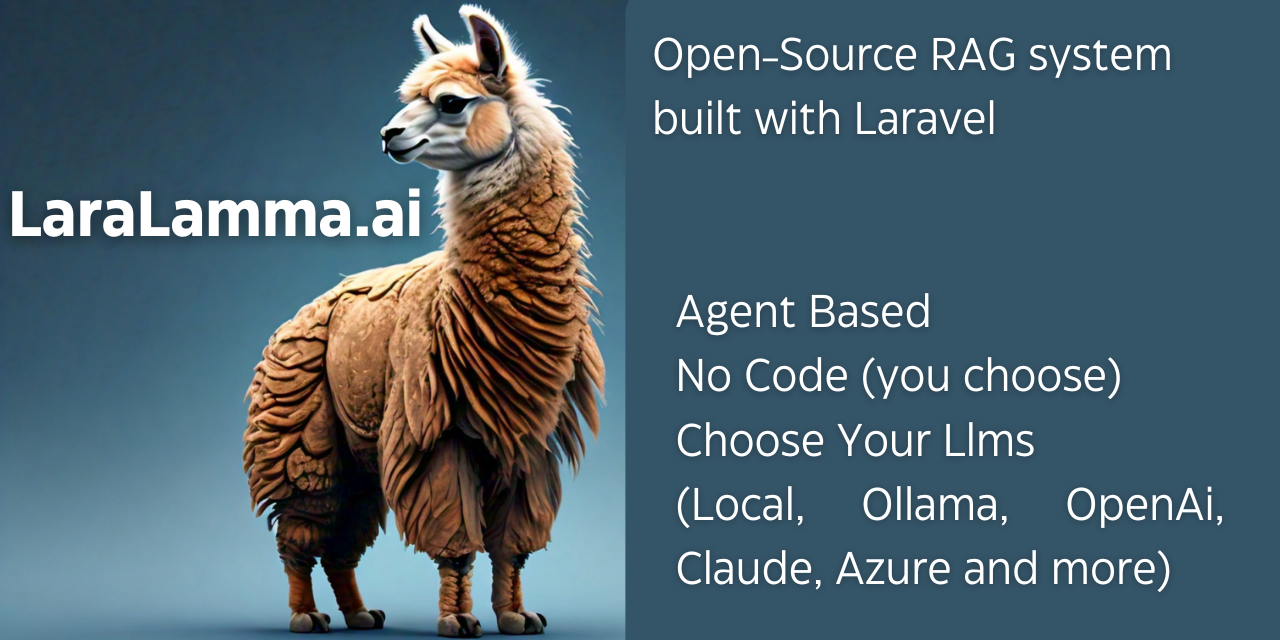 LaraLamma.ai
Open-Source RAG system
built with Laravel
Agent Based
No Code (you choose)
Choose Your Llms
(Local, Ollama, OpenAi,
Claude, Azure and more)